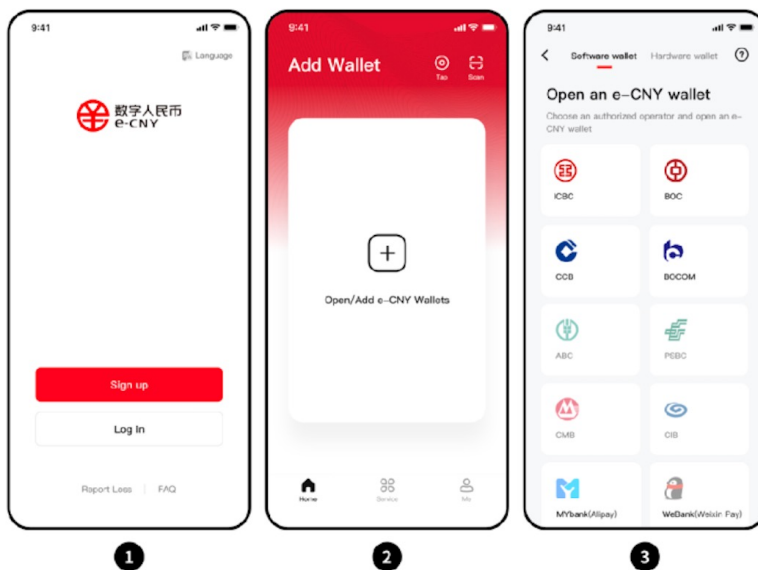 9:41
Language
数字人民币
e-CNY
Sign up
Log In
Report Loss | FAQ
1
9:41
Add Wallet
Tap
Scan
Open/Add e-CNY Wallets
Home
Service
My
2
9:41
Software wallet
Hardware wallet
?
Open an e-CNY wallet
Choose an authorized operator and open an e-
CNY wallet
ICBC
BOC
CCB
BOCOM
ABC
PSBC
CMB
CIB
MYbank(Alipay)
WeBank(Weixin Pay)
3